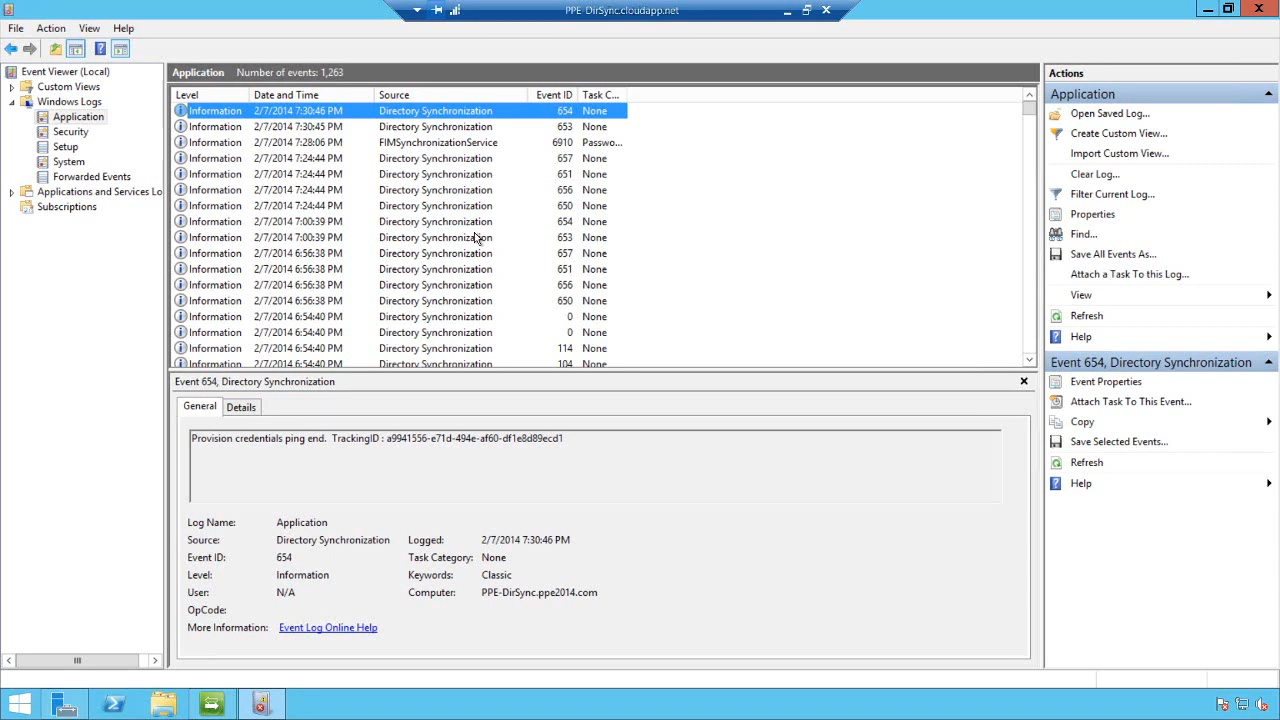 PPE-DirSync.cloudapp.net
File Action View Help
Event Viewer (Local)
Custom Views
Windows Logs
Application
Security
Setup
System
Forwarded Events
Applications and Services Lo
Subscriptions
Application Number of events: 1,263
Level Date and Time Source Event ID Task C...
Information 2/7/2014 7:30:46 PM Directory Synchronization 654 None
Information 2/7/2014 7:30:45 PM Directory Synchronization 653 None
Information 2/7/2014 7:28:06 PM FIMSynchronizationService 6910 Passwo...
Information 2/7/2014 7:24:44 PM Directory Synchronization 657 None
Information 2/7/2014 7:24:44 PM Directory Synchronization 651 None
Information 2/7/2014 7:24:44 PM Directory Synchronization 656 None
Information 2/7/2014 7:24:44 PM Directory Synchronization 650 None
Information 2/7/2014 7:00:39 PM Directory Synchronization 654 None
Information 2/7/2014 7:00:39 PM Directory Synchronization 653 None
Information 2/7/2014 6:56:38 PM Directory Synchronization 657 None
Information 2/7/2014 6:56:38 PM Directory Synchronization 651 None
Information 2/7/2014 6:56:38 PM Directory Synchronization 656 None
Information 2/7/2014 6:56:38 PM Directory Synchronization 650 None
Information 2/7/2014 6:54:40 PM Directory Synchronization 0 None
Information 2/7/2014 6:54:40 PM Directory Synchronization 0 None
Information 2/7/2014 6:54:40 PM Directory Synchronization 114 None
Information 2/7/2014 6:54:40 PM Directory Synchronization 104 None
Event 654, Directory Synchronization
General Details
Provision credentials ping end. TrackingID : a9941556-e71d-494e-af60-df1e8d89ecd1
Log Name: Application
Source: Directory Synchronization Logged: 2/7/2014 7:30:46 PM
Event ID: 654 Task Category: None
Level: Information Keywords: Classic
User: N/A Computer: PPE-DirSync.ppe2014.com
OpCode:
More Information: Event Log Online Help
Actions
Application
Open Saved Log...
Create Custom View...
Import Custom View...
Clear Log...
Filter Current Log...
Properties
Find...
Save All Events As...
Attach a Task To this Log...
View
Refresh
Help
Event 654, Directory Synchronization
Event Properties
Attach Task To This Event...
Copy
Save Selected Events...
Refresh
Help